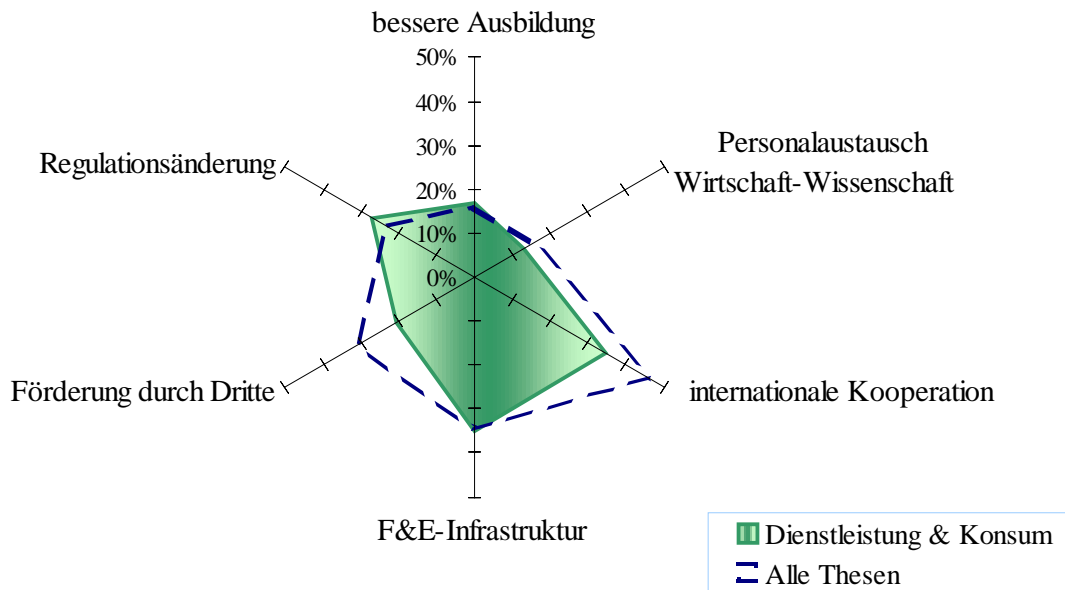 bessere Ausbildung
50%
40%
30%
20%
10%
0%
Personalaustausch
Wirtschaft-Wissenschaft
Regulationsänderung
Förderung durch Dritte
internationale Kooperation
F&E-Infrastruktur
Dienstleistung & Konsum
Alle Thesen